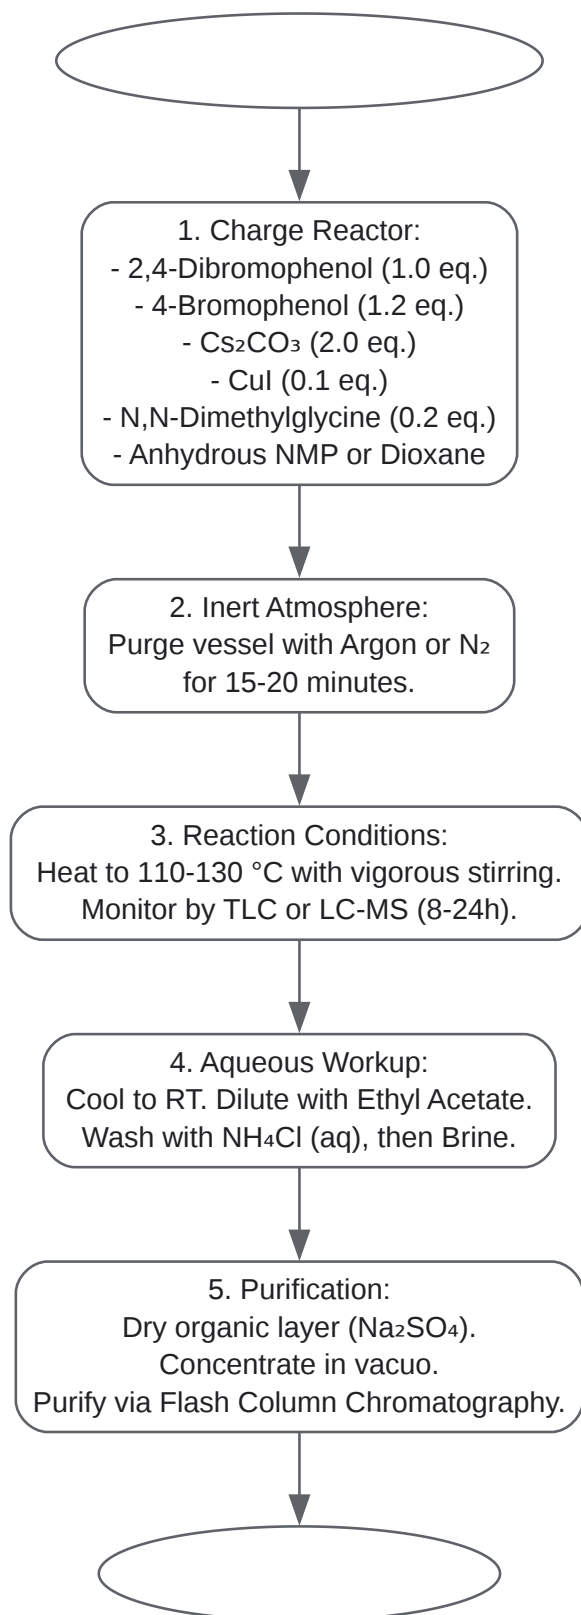 1. Charge Reactor:
- 2,4-Dibromophenol (1.0 eq.)
- 4-Bromophenol (1.2 eq.)
- Cs₂CO₃ (2.0 eq.)
- CuI (0.1 eq.)
- N,N-Dimethylglycine (0.2 eq.)
- Anhydrous NMP or Dioxane
2. Inert Atmosphere:
Purge vessel with Argon or N₂
for 15-20 minutes.
3. Reaction Conditions:
Heat to 110-130 °C with vigorous stirring.
Monitor by TLC or LC-MS (8-24h).
4. Aqueous Workup:
Cool to RT. Dilute with Ethyl Acetate.
Wash with NH₄Cl (aq), then Brine.
5. Purification:
Dry organic layer (Na₂SO₄).
Concentrate in vacuo.
Purify via Flash Column Chromatography.